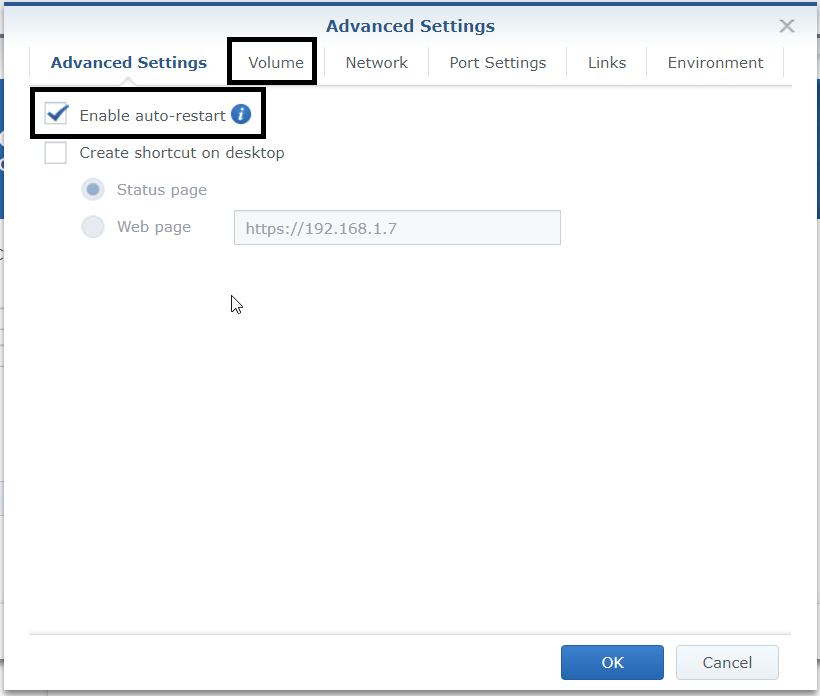 Advanced Settings
Advanced Settings Volume Network Port Settings Links Environment
Enable auto-restart i
Create shortcut on desktop
Status page
Web page https://192.168.1.7
OK Cancel